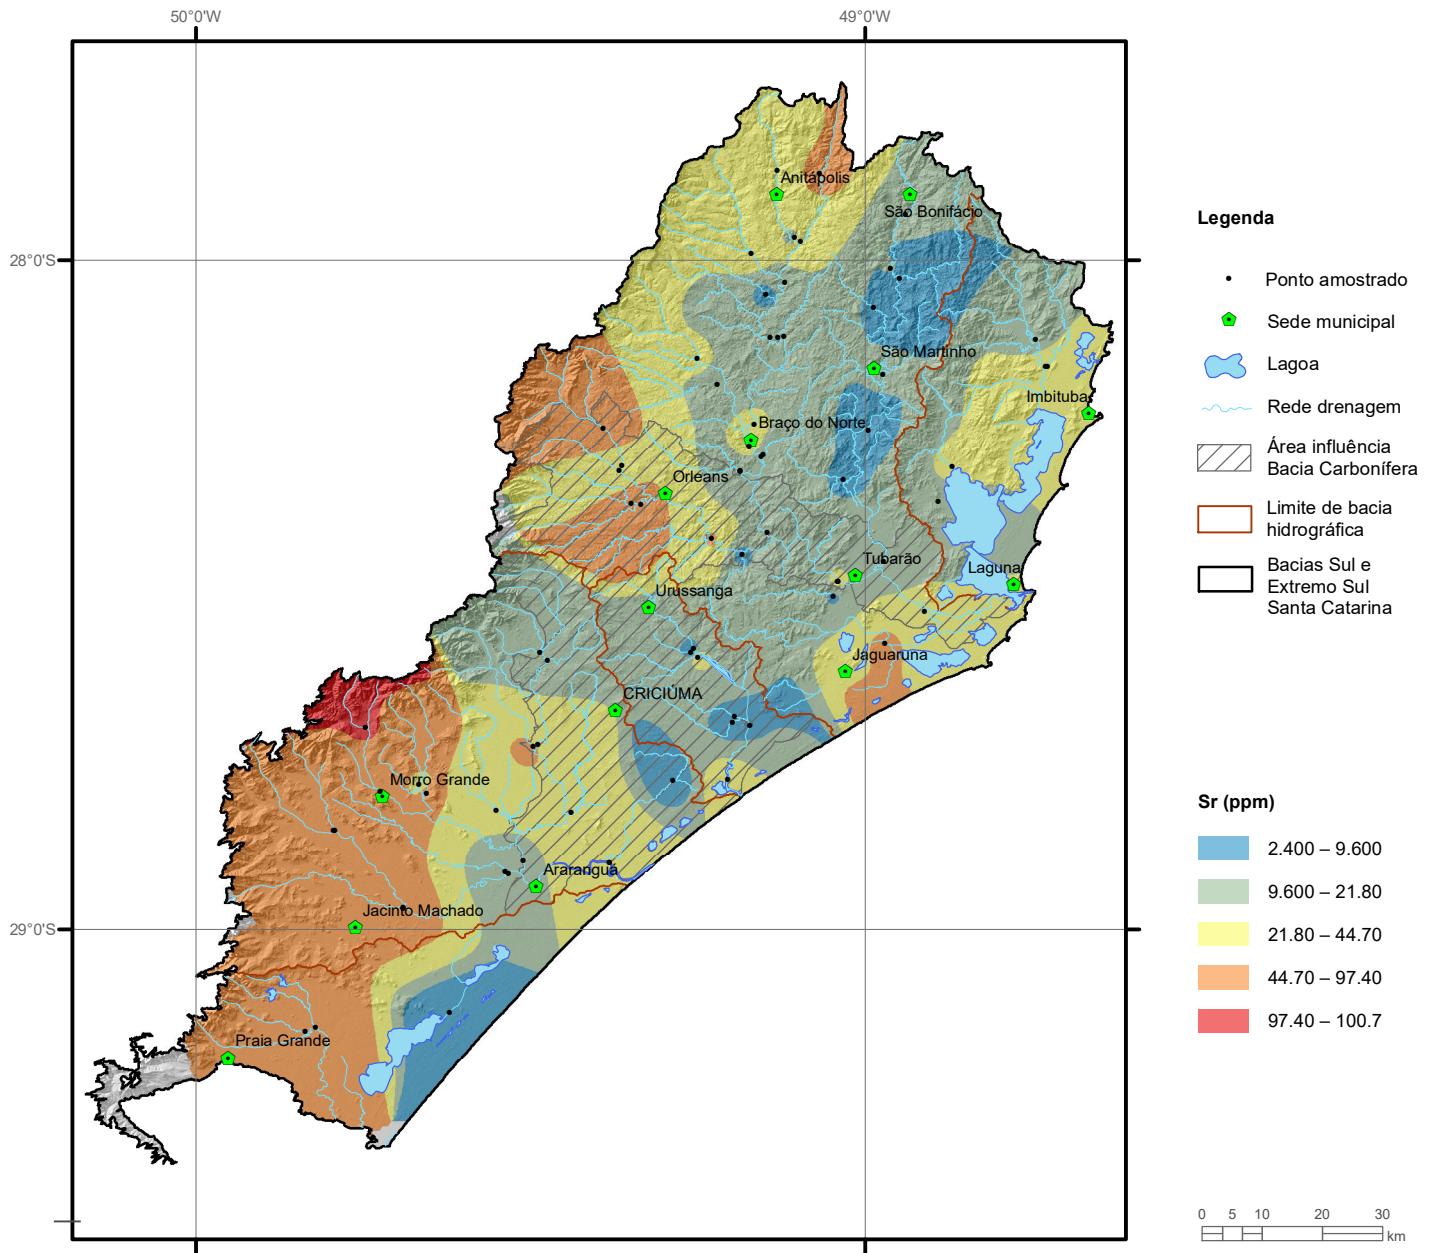 50°0'W
49°0'W
28°0'S
29°0'S
Anitápolis
São Bonifácio
São Martinho
Imbituba
Braço do Norte
Orleans
Tubarão
Laguna
Urussanga
Jaguaruna
CRICIÚMA
Morro Grande
Araranguá
Jacinto Machado
Praia Grande
Legenda
Ponto amostrado
Sede municipal
Lagoa
Rede drenagem
Área influência
Bacia Carbonífera
Limite de bacia
hidrográfica
Bacias Sul e
Extremo Sul
Santa Catarina
Sr (ppm)
2.400 – 9.600
9.600 – 21.80
21.80 – 44.70
44.70 – 97.40
97.40 – 100.7
0 5 10 20 30
km